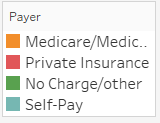 Payer
Medicare/Medic..
Private Insurance
No Charge/other
Self-Pay